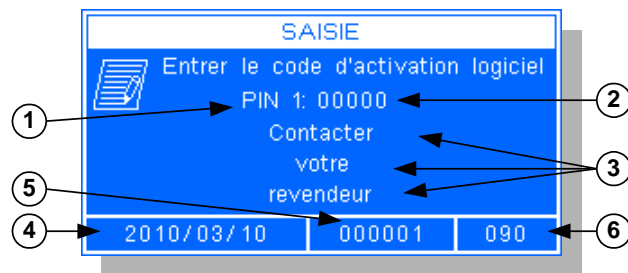 SAISIE
Entrer le code d'activation logiciel
PIN 1: 00000
Contacter
votre
revendeur
2010/03/10 000001 090
1
2
3
5
4
6